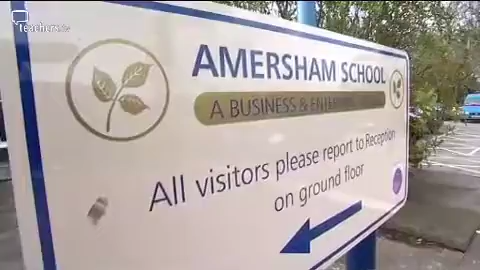 teachers.tv
AMERSHAM SCHOOL
A BUSINESS & ENTERPRISE
All visitors please report to Reception
on ground floor